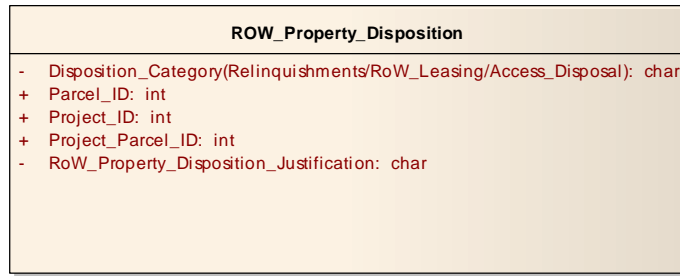 ROW_Property_Disposition
- Disposition_Category(Relinquishments/RoW_Leasing/Access_Disposal): char
+ Parcel_ID: int
+ Project_ID: int
+ Project_Parcel_ID: int
- RoW_Property_Disposition_Justification: char